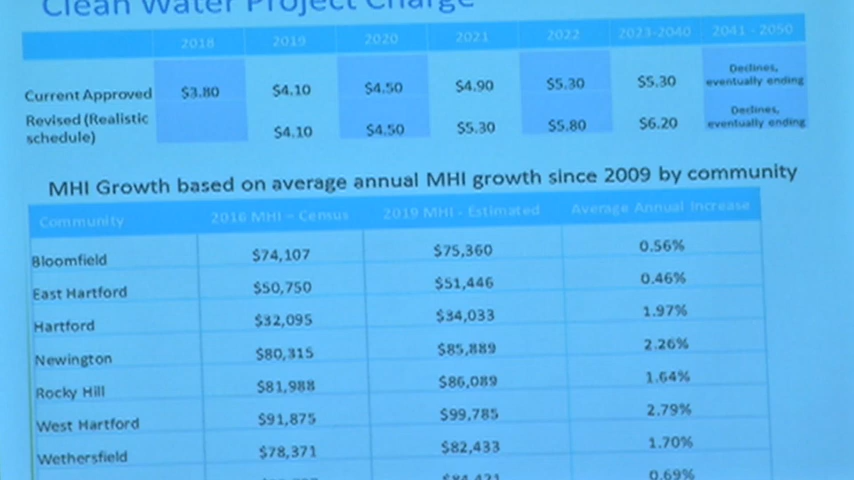 Clean Water Project Charge
2018 2019 2020 2021 2022 2023-2040 2041 - 2050
Current Approved $3.80 $4.10 $4.50 $4.90 $5.30 $5.30 Declines, eventually ending
Revised (Realistic schedule) $4.10 $4.50 $5.30 $5.80 $6.20 Declines, eventually ending
MHI Growth based on average annual MHI growth since 2009 by community
Community 2016 MHI – Census 2019 MHI - Estimated Average Annual Increase
Bloomfield $74,107 $75,360 0.56%
East Hartford $50,750 $51,446 0.46%
Hartford $32,095 $34,033 1.97%
Newington $80,315 $85,889 2.26%
Rocky Hill $81,988 $86,089 1.64%
West Hartford $91,875 $99,785 2.79%
Wethersfield $78,371 $82,433 1.70%
$84,421 0.69%